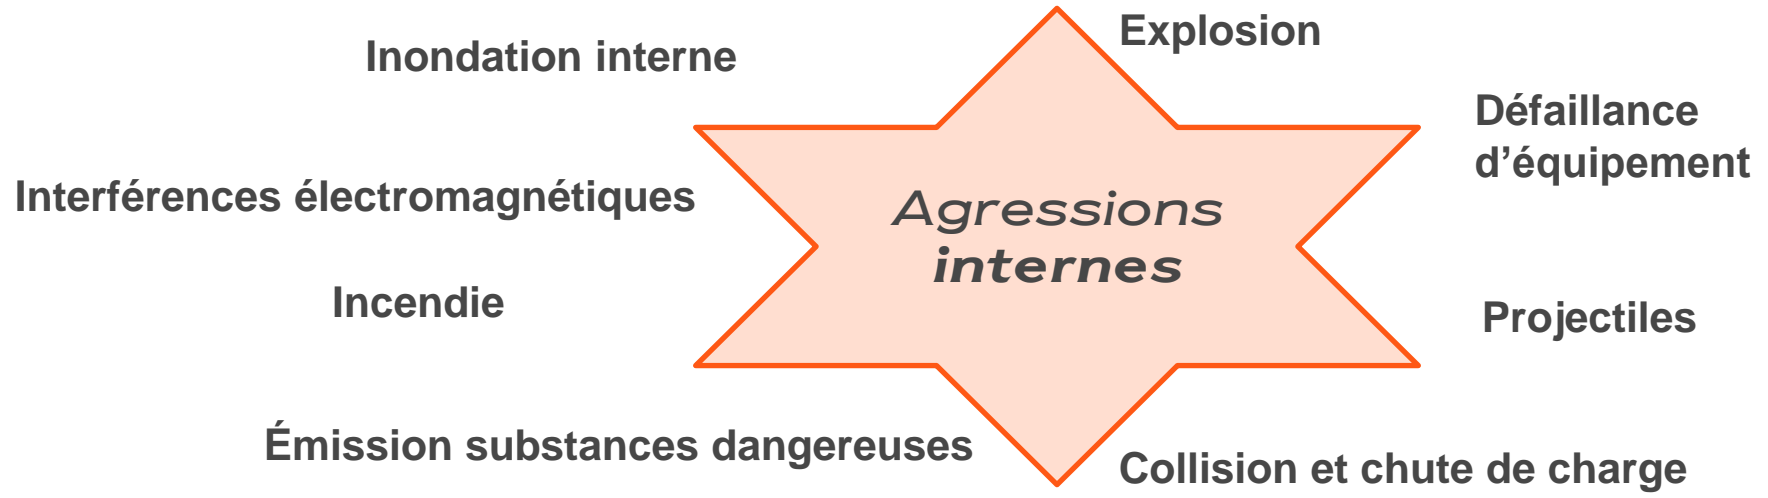 Explosion
Inondation interne
Défaillance
d’équipement
Interférences électromagnétiques
Agressions
internes
Incendie
Projectiles
Émission substances dangereuses
Collision et chute de charge